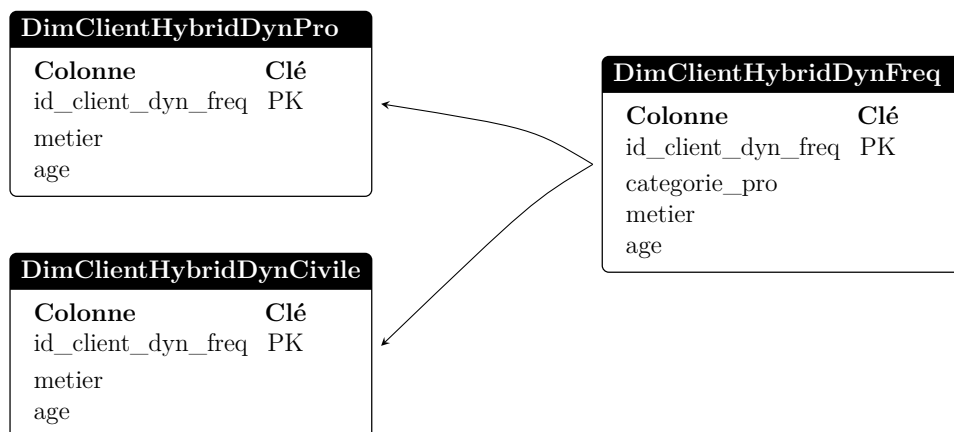 DimClientHybridDynPro
Colonne Clé
id_client_dyn_freq PK
metier
age
DimClientHybridDynCivile
Colonne Clé
id_client_dyn_freq PK
metier
age
DimClientHybridDynFreq
Colonne Clé
id_client_dyn_freq PK
categorie_pro
metier
age